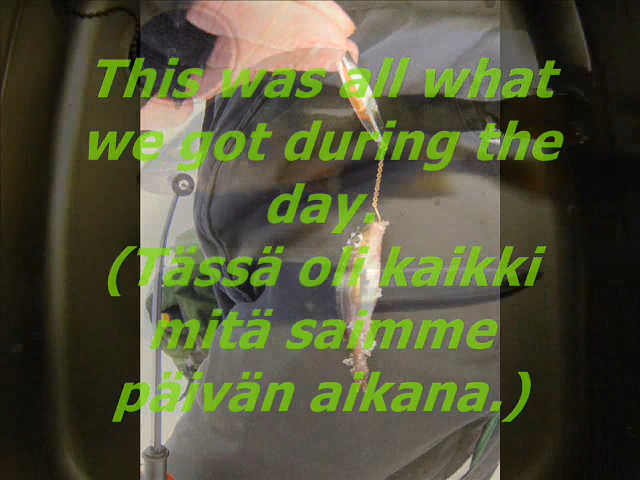 This was all what
we got during the
day.
(Tässä oli kaikki
mitä saimme
päivän aikana.)